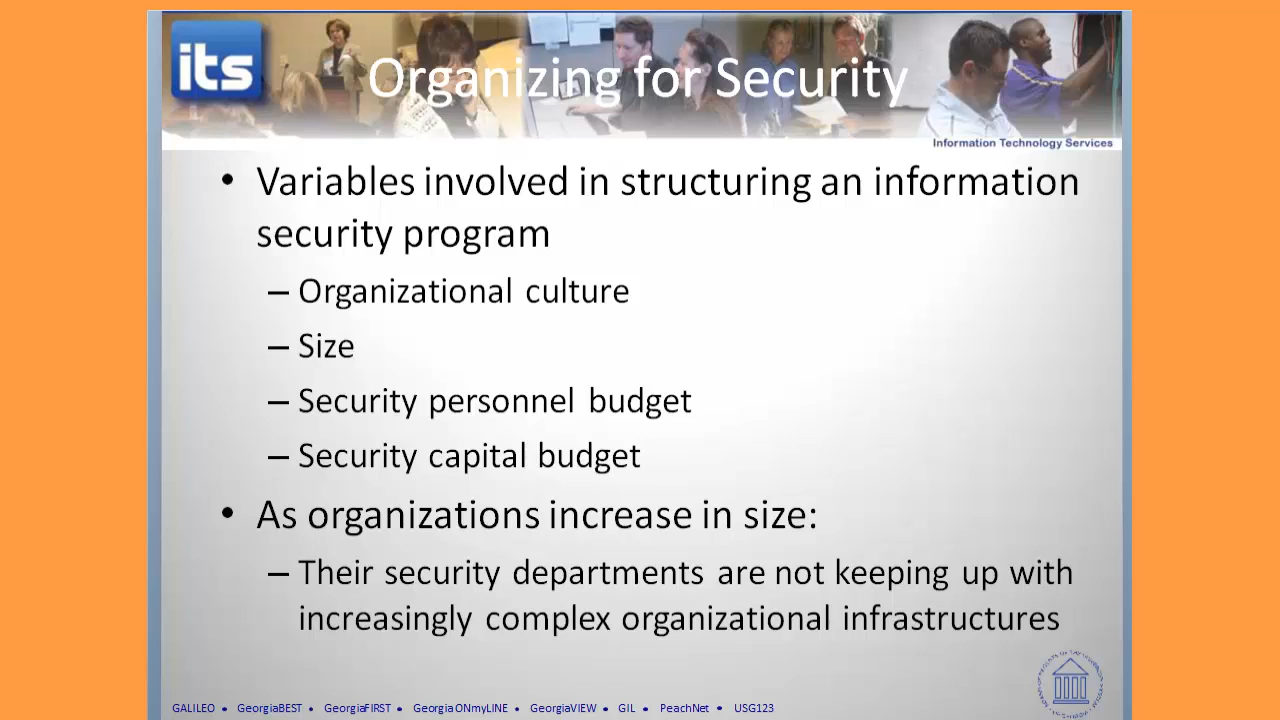 its
Organizing for Security
Information Technology Services
• Variables involved in structuring an information
security program
– Organizational culture
– Size
– Security personnel budget
– Security capital budget
• As organizations increase in size:
– Their security departments are not keeping up with
increasingly complex organizational infrastructures
GALILEO • GeorgiaBEST • GeorgiaFIRST • Georgia ONmyLINE • GeorgiaVIEW • GIL • PeachNet • USG123